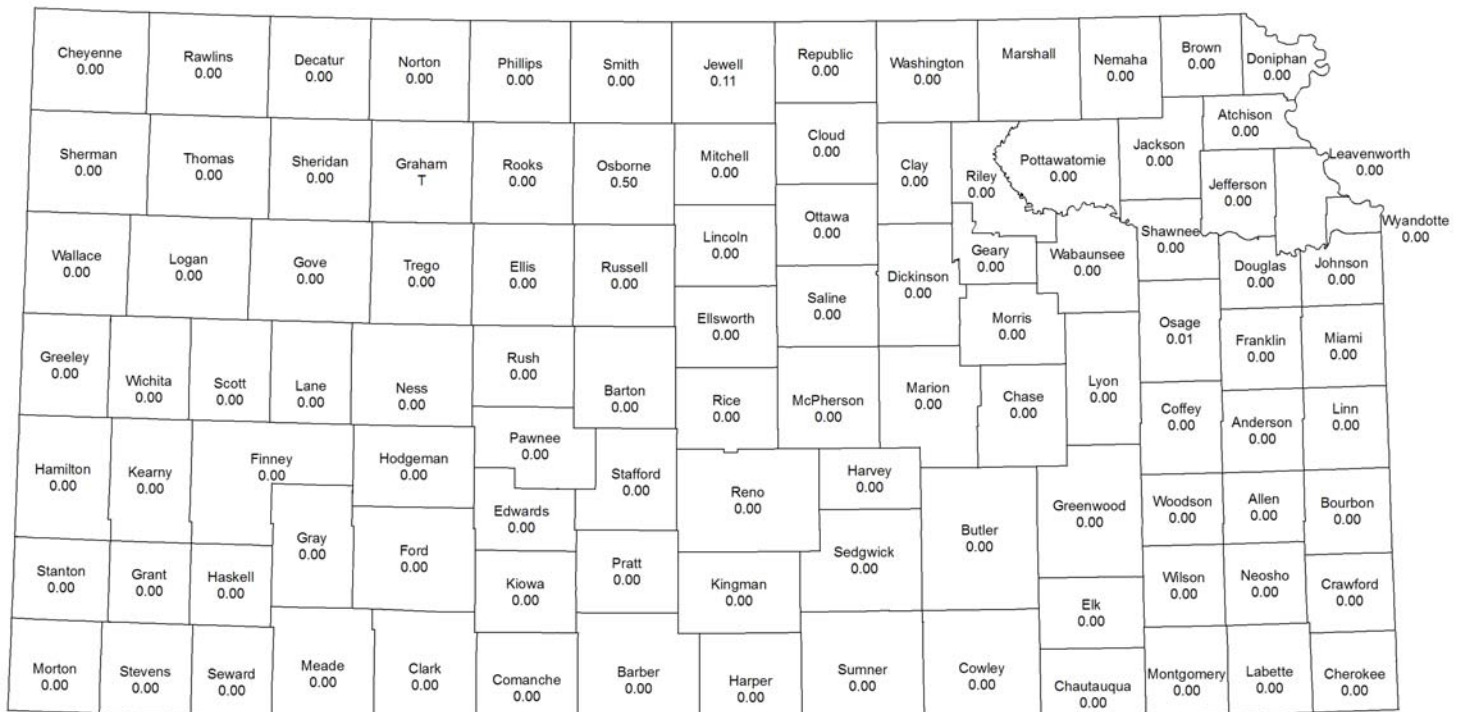 Cheyenne
0.00
Rawlins
0.00
Decatur
0.00
Norton
0.00
Phillips
0.00
Smith
0.00
Jewell
0.11
Republic
0.00
Washington
0.00
Marshall
Nemaha
0.00
Brown
0.00
Doniphan
0.00
Sherman
0.00
Thomas
0.00
Sheridan
0.00
Graham
T
Rooks
0.00
Osborne
0.50
Mitchell
0.00
Cloud
0.00
Clay
0.00
Riley
0.00
Pottawatomie
0.00
Jackson
0.00
Atchison
0.00
Jefferson
0.00
Leavenworth
0.00
Wyandotte
0.00
Wallace
0.00
Logan
0.00
Gove
0.00
Trego
0.00
Ellis
0.00
Russell
0.00
Lincoln
0.00
Ottawa
0.00
Dickinson
0.00
Geary
0.00
Wabaunsee
0.00
Shawnee
0.00
Douglas
0.00
Johnson
0.00
Ellsworth
0.00
Saline
0.00
Morris
0.00
Osage
0.01
Franklin
0.00
Miami
0.00
Greeley
0.00
Wichita
0.00
Scott
0.00
Lane
0.00
Ness
0.00
Rush
0.00
Barton
0.00
Rice
0.00
McPherson
0.00
Marion
0.00
Chase
0.00
Lyon
0.00
Coffey
0.00
Anderson
0.00
Linn
0.00
Hamilton
0.00
Kearny
0.00
Finney
0.00
Hodgeman
0.00
Pawnee
0.00
Stafford
0.00
Reno
0.00
Harvey
0.00
Edwards
0.00
Gray
0.00
Ford
0.00
Sedgwick
0.00
Butler
0.00
Greenwood
0.00
Woodson
0.00
Allen
0.00
Bourbon
0.00
Stanton
0.00
Grant
0.00
Haskell
0.00
Kiowa
0.00
Pratt
0.00
Kingman
0.00
Elk
0.00
Wilson
0.00
Neosho
0.00
Crawford
0.00
Morton
0.00
Stevens
0.00
Seward
0.00
Meade
0.00
Clark
0.00
Comanche
0.00
Barber
0.00
Harper
0.00
Sumner
0.00
Cowley
0.00
Chautauqua
0.00
Montgomery
0.00
Labette
0.00
Cherokee
0.00